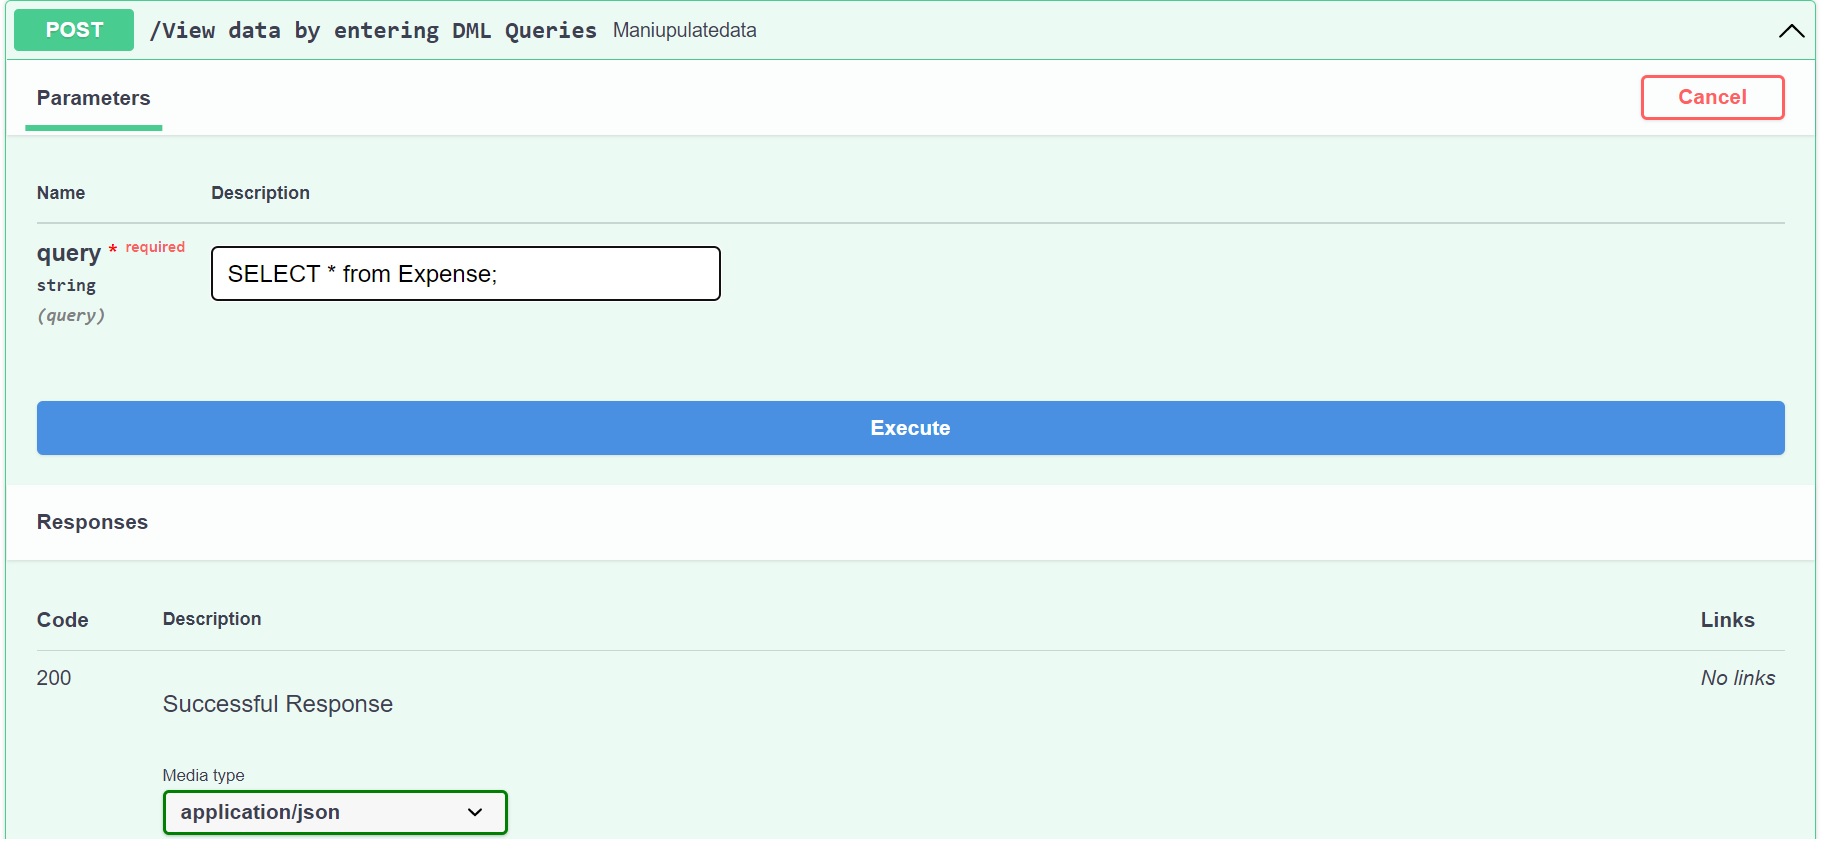 POST /View data by entering DML Queries Maniupulatedata
Parameters Cancel
Name Description
query * required SELECT * from Expense;
string
(query)
Execute
Responses
Code Description Links
200 No links
Successful Response
Media type
application/json